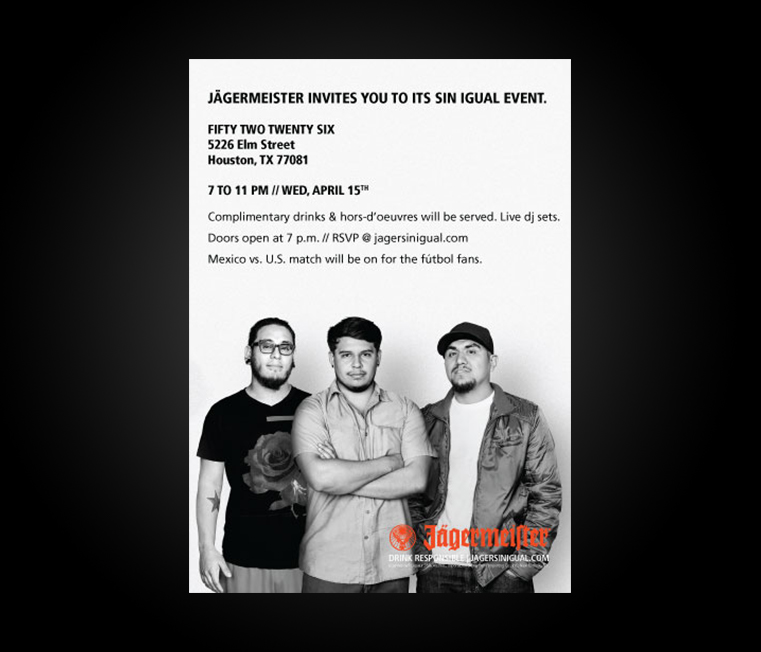 JÄGERMEISTER INVITES YOU TO ITS SIN IGUAL EVENT.
FIFTY TWO TWENTY SIX
5226 Elm Street
Houston, TX 77081
7 TO 11 PM // WED, APRIL 15TH
Complimentary drinks & hors-d'oeuvres will be served. Live dj sets.
Doors open at 7 p.m. // RSVP @ jagersinigual.com
Mexico vs. U.S. match will be on for the fútbol fans.
Jägermeister
DRINK RESPONSIBLY JAGERSINIGUAL.COM